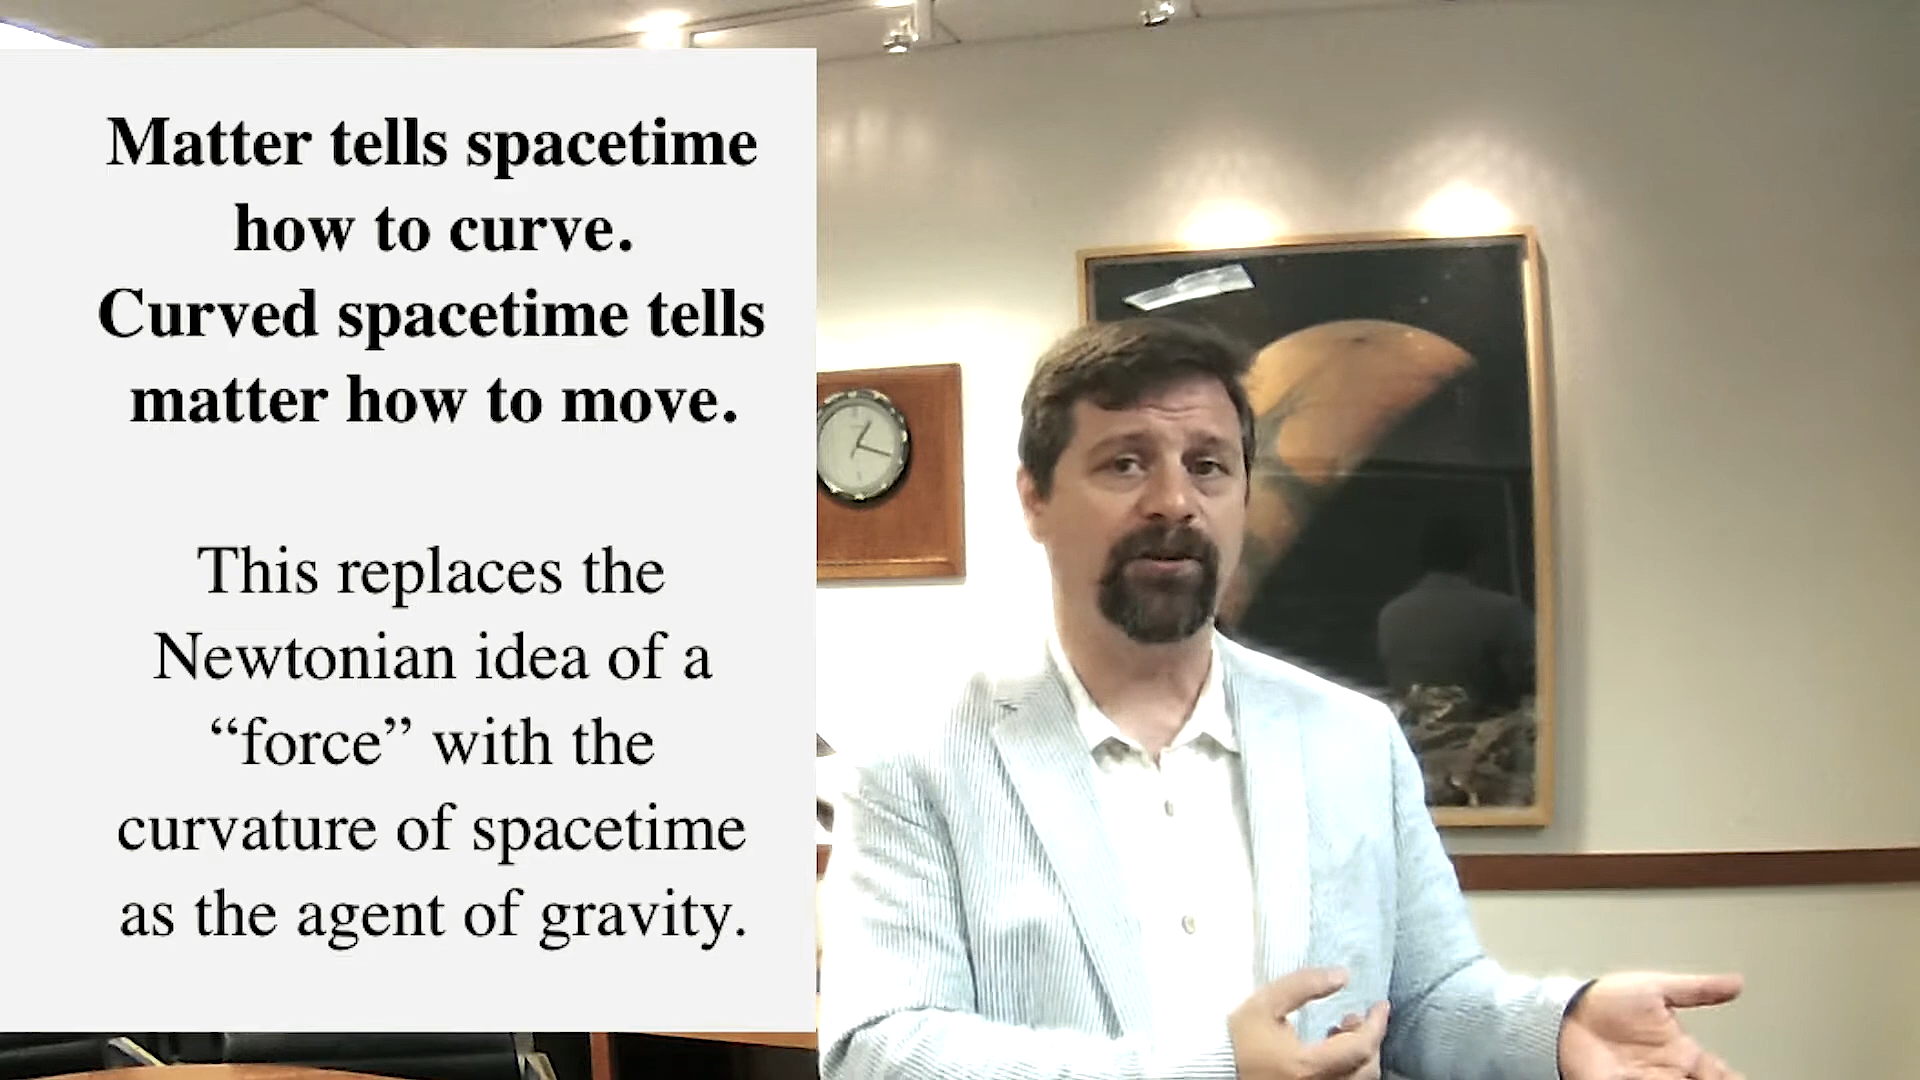 Matter tells spacetime
how to curve.
Curved spacetime tells
matter how to move.
This replaces the
Newtonian idea of a
“force” with the
curvature of spacetime
as the agent of gravity.